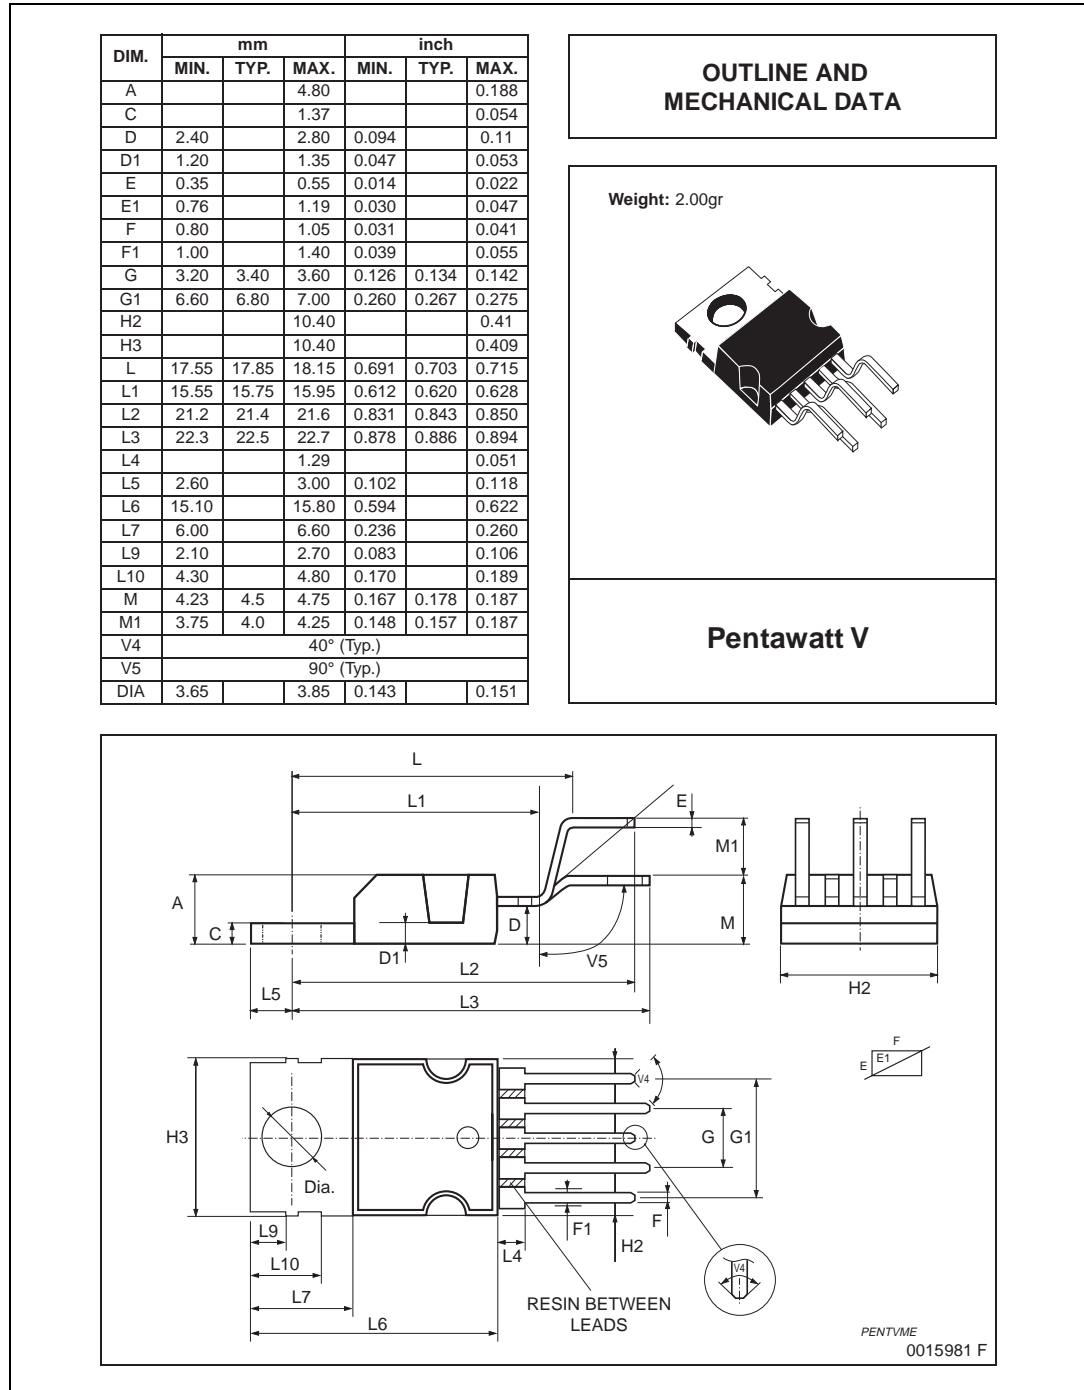 DIM. mm inch
MIN. TYP. MAX. MIN. TYP. MAX.
A 4.80 0.188
C 1.37 0.054
D 2.40 2.80 0.094 0.11
D1 1.20 1.35 0.047 0.053
E 0.35 0.55 0.014 0.022
E1 0.76 1.19 0.030 0.047
F 0.80 1.05 0.031 0.041
F1 1.00 1.40 0.039 0.055
G 3.20 3.40 3.60 0.126 0.134 0.142
G1 6.60 6.80 7.00 0.260 0.267 0.275
H2 10.40 0.41
H3 10.40 0.409
L 17.55 17.85 18.15 0.691 0.703 0.715
L1 15.55 15.75 15.95 0.612 0.620 0.628
L2 21.2 21.4 21.6 0.831 0.843 0.850
L3 22.3 22.5 22.7 0.878 0.886 0.894
L4 1.29 0.051
L5 2.60 3.00 0.102 0.118
L6 15.10 15.80 0.594 0.622
L7 6.00 6.60 0.236 0.260
L9 2.10 2.70 0.083 0.106
L10 4.30 4.80 0.170 0.189
M 4.23 4.5 4.75 0.167 0.178 0.187
M1 3.75 4.0 4.25 0.148 0.157 0.187
V4 40° (Typ.)
V5 90° (Typ.)
DIA 3.65 3.85 0.143 0.151
OUTLINE AND
MECHANICAL DATA
Weight: 2.00gr
Pentawatt V
L
L1
E
M1
A
C
D
M
D1
V5
L2
L5
L3
H2
F
E E1
V4
H3
G G1
Dia.
L9
F1
F
L4
H2
L10
V4
L7
RESIN BETWEEN
LEADS
L6
PENTVME
0015981 F